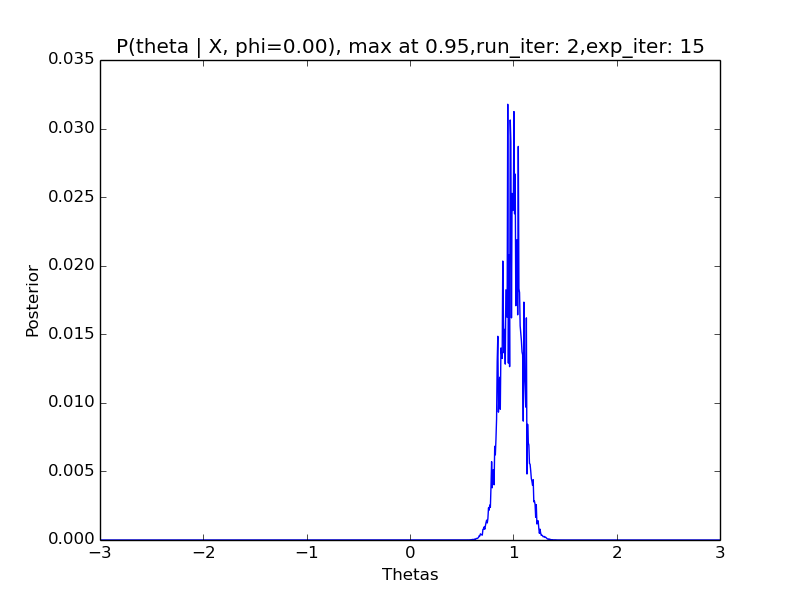 P(theta | X, phi=0.00), max at 0.95,run_iter: 2,exp_iter: 15
0.035
0.030
0.025
0.020
0.015
0.010
0.005
0.000
Posterior
−3 −2 −1 0 1 2 3
Thetas